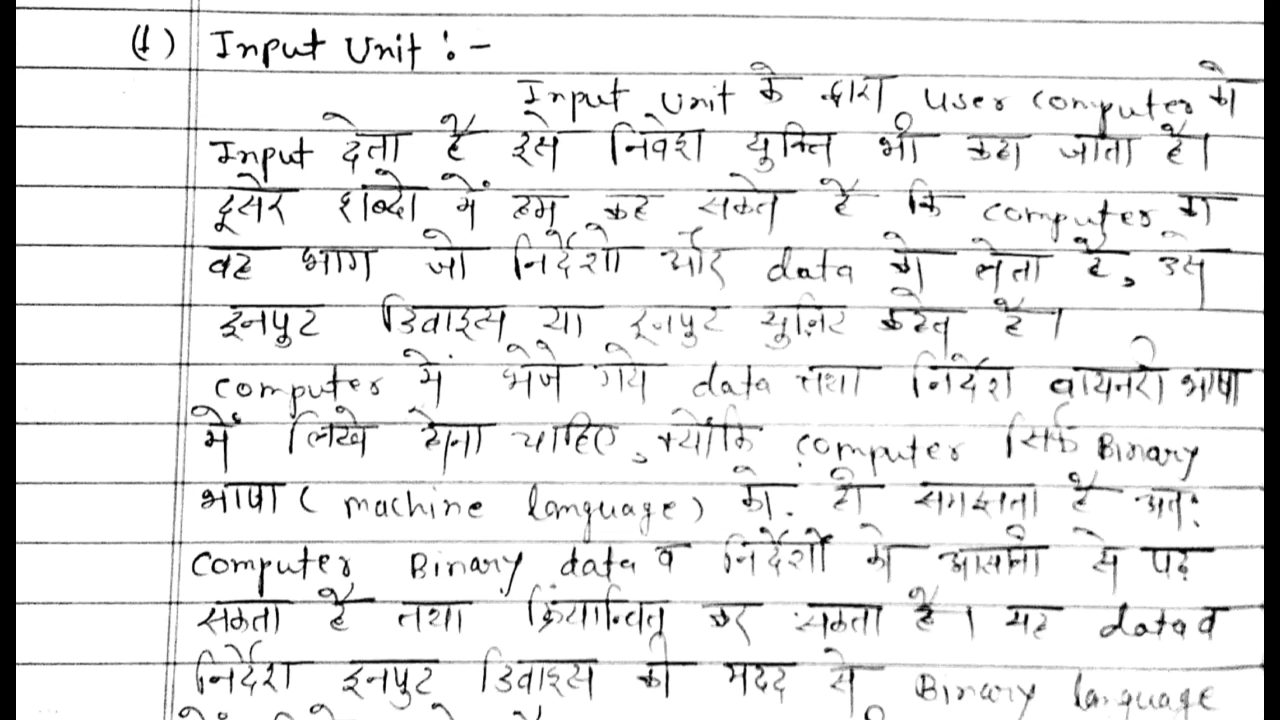 (1) Input Unit :-
Input Unit के द्वारा User Computer को
Input देता है इसे निवेश युक्ति भी कहा जाता है।
दूसरे शब्दो में हम कह सकते है कि Computer का
वह भाग जो निर्देशो और data को लेता है, उसे
इनपुट डिवाइस या इनपुट युनिट कहते है।
Computer में भेजे गये data तथा निर्देश बायनरी भाषा
में लिखे होना चाहिए, क्योंकि Computer सिर्फ Binary
भाषा ( machine language ) को ही समझता है अत:
Computer Binary data व निर्देशों को आसानी से पढ़
सकता है तथा क्रियान्वित कर सकता है। यह data व
निर्देश इनपुट डिवाइस की मदद से Binary language